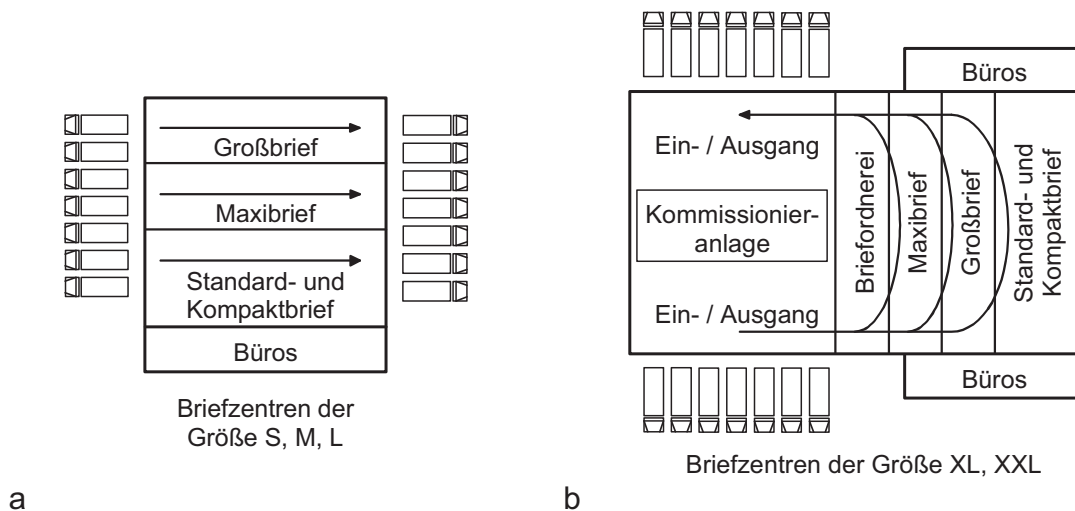 Großbrief
Maxibrief
Standard- und
Kompaktbrief
Büros
Briefzentren der
Größe S, M, L
a
Büros
Ein- / Ausgang
Kommissionier-
anlage
Ein- / Ausgang
Briefordnerei
Maxibrief
Großbrief
Standard- und
Kompaktbrief
Büros
Briefzentren der Größe XL, XXL
b